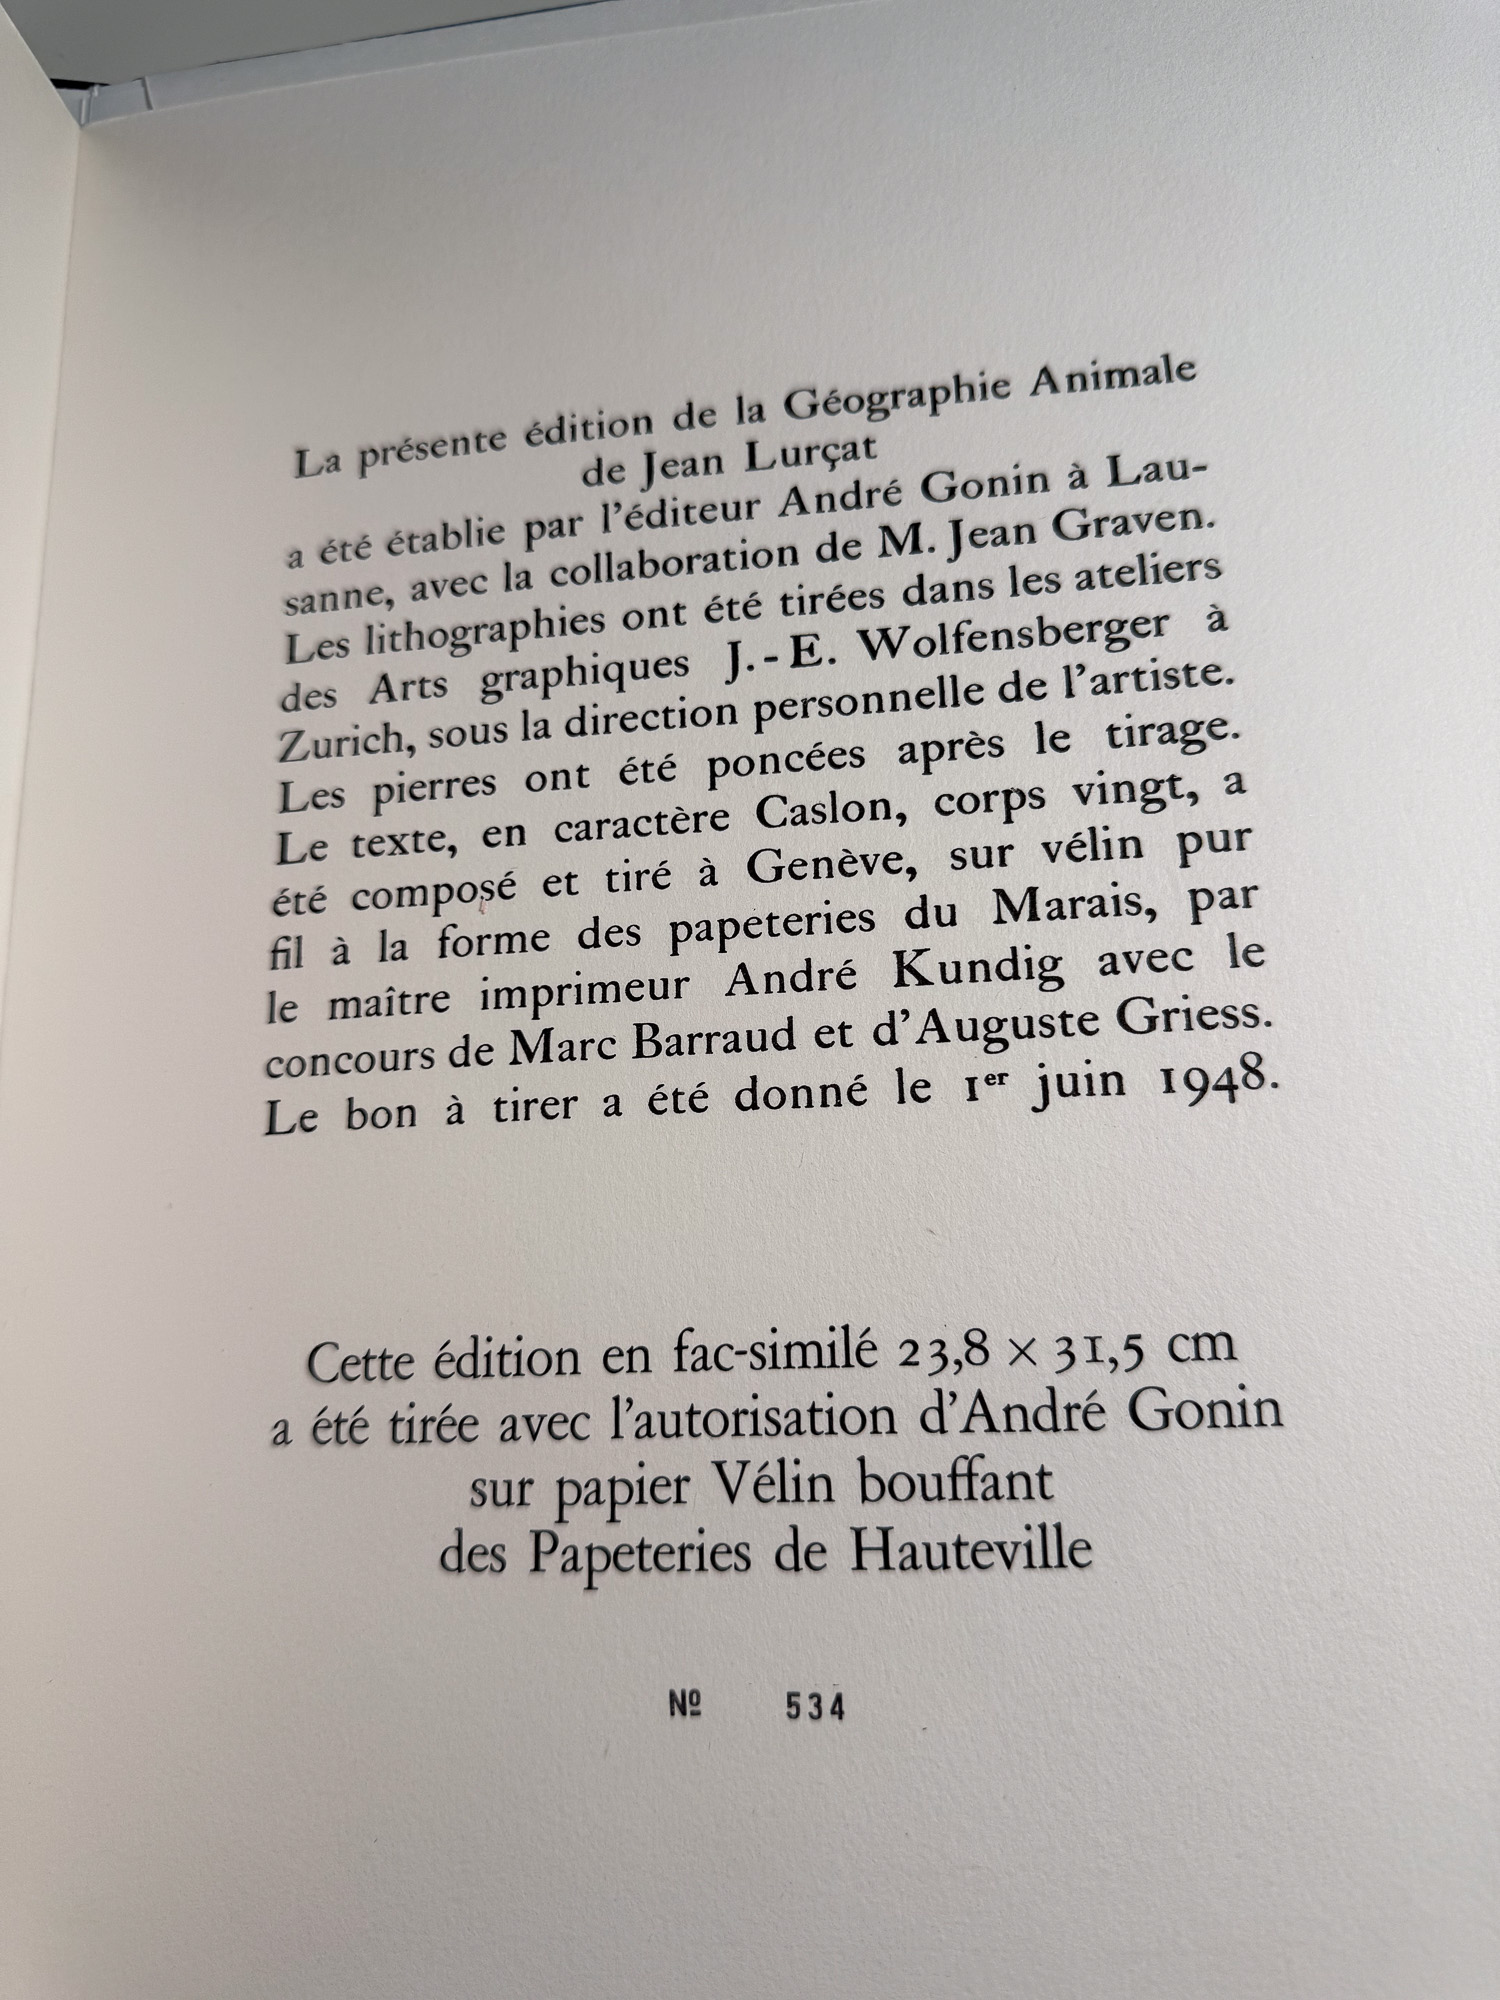 La présente édition de la Géographie Animale
de Jean Lurçat
a été établie par l'éditeur André Gonin à Lau-
sanne, avec la collaboration de M. Jean Graven.
Les lithographies ont été tirées dans les ateliers
des Arts graphiques J.-E. Wolfensberger à
Zurich, sous la direction personnelle de l'artiste.
Les pierres ont été poncées après le tirage.
Le texte, en caractère Caslon, corps vingt, a
été composé et tiré à Genève, sur vélin pur
fil à la forme des papeteries du Marais, par
le maître imprimeur André Kundig avec le
concours de Marc Barraud et d'Auguste Griess.
Le bon à tirer a été donné le 1er juin 1948.
Cette édition en fac-similé 23,8 × 31,5 cm
a été tirée avec l'autorisation d'André Gonin
sur papier Vélin bouffant
des Papeteries de Hauteville
Nº 534